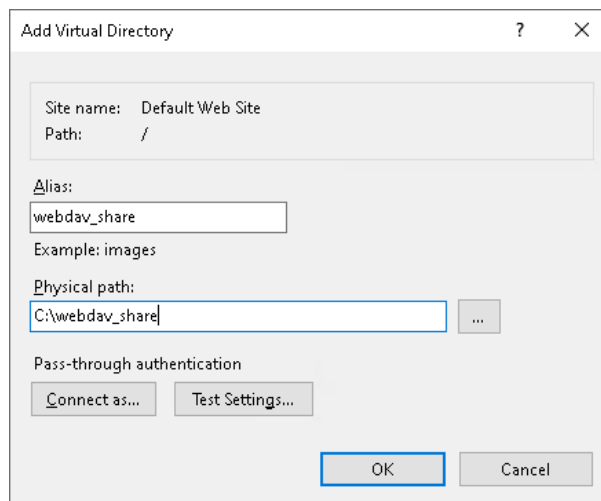 Add Virtual Directory ?
Site name: Default Web Site
Path: /
Alias:
webdav_share
Example: images
Physical path:
C:\webdav_share
...
Pass-through authentication
Connect as... Test Settings...
OK Cancel